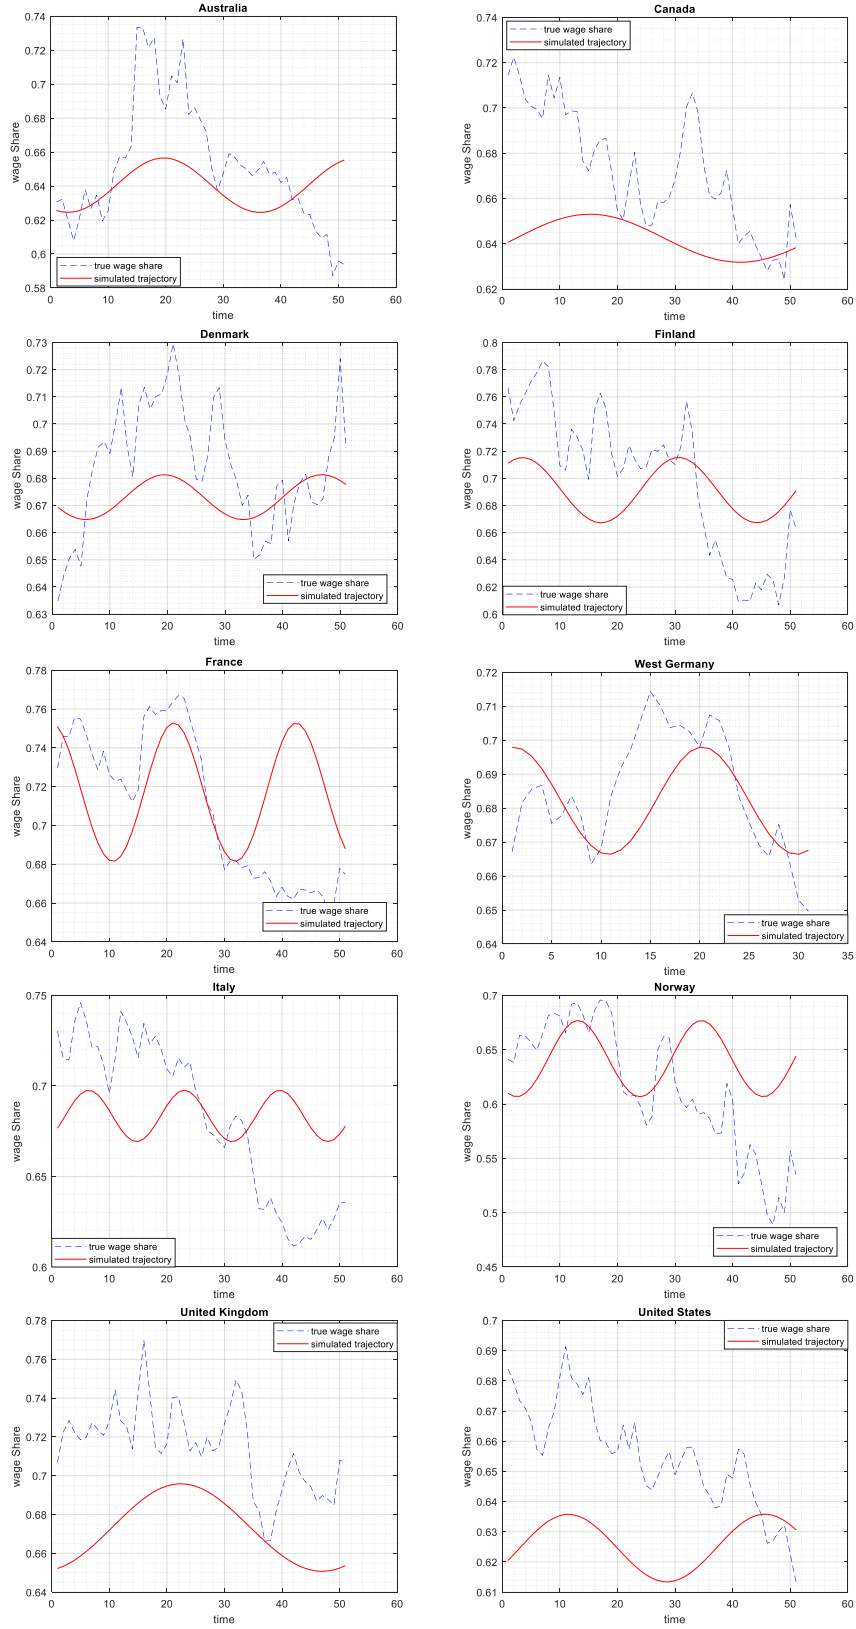 Australia
0.74
0.72
0.7
0.68
0.66
0.64
0.62
0.6
0.58
wage Share
true wage share
simulated trajectory
0 10 20 30 40 50 60
time
Canada
0.74
0.72
0.7
0.68
0.66
0.64
0.62
wage Share
true wage share
simulated trajectory
0 10 20 30 40 50 60
time
Denmark
0.73
0.72
0.71
0.7
0.69
0.68
0.67
0.66
0.65
0.64
0.63
wage Share
true wage share
simulated trajectory
0 10 20 30 40 50 60
time
Finland
0.8
0.78
0.76
0.74
0.72
0.7
0.68
0.66
0.64
0.62
0.6
wage Share
true wage share
simulated trajectory
0 10 20 30 40 50 60
time
France
0.78
0.76
0.74
0.72
0.7
0.68
0.66
0.64
wage Share
true wage share
simulated trajectory
0 10 20 30 40 50 60
time
West Germany
0.72
0.71
0.7
0.69
0.68
0.67
0.66
0.65
0.64
wage Share
true wage share
simulated trajectory
0 5 10 15 20 25 30 35
time
Italy
0.75
0.7
0.65
0.6
wage Share
true wage share
simulated trajectory
0 10 20 30 40 50 60
time
Norway
0.7
0.65
0.6
0.55
0.5
0.45
wage Share
true wage share
simulated trajectory
0 10 20 30 40 50 60
time
United Kingdom
0.78
0.76
0.74
0.72
0.7
0.68
0.66
0.64
wage Share
true wage share
simulated trajectory
0 10 20 30 40 50 60
time
United States
0.7
0.69
0.68
0.67
0.66
0.65
0.64
0.63
0.62
0.61
wage Share
true wage share
simulated trajectory
0 10 20 30 40 50 60
time